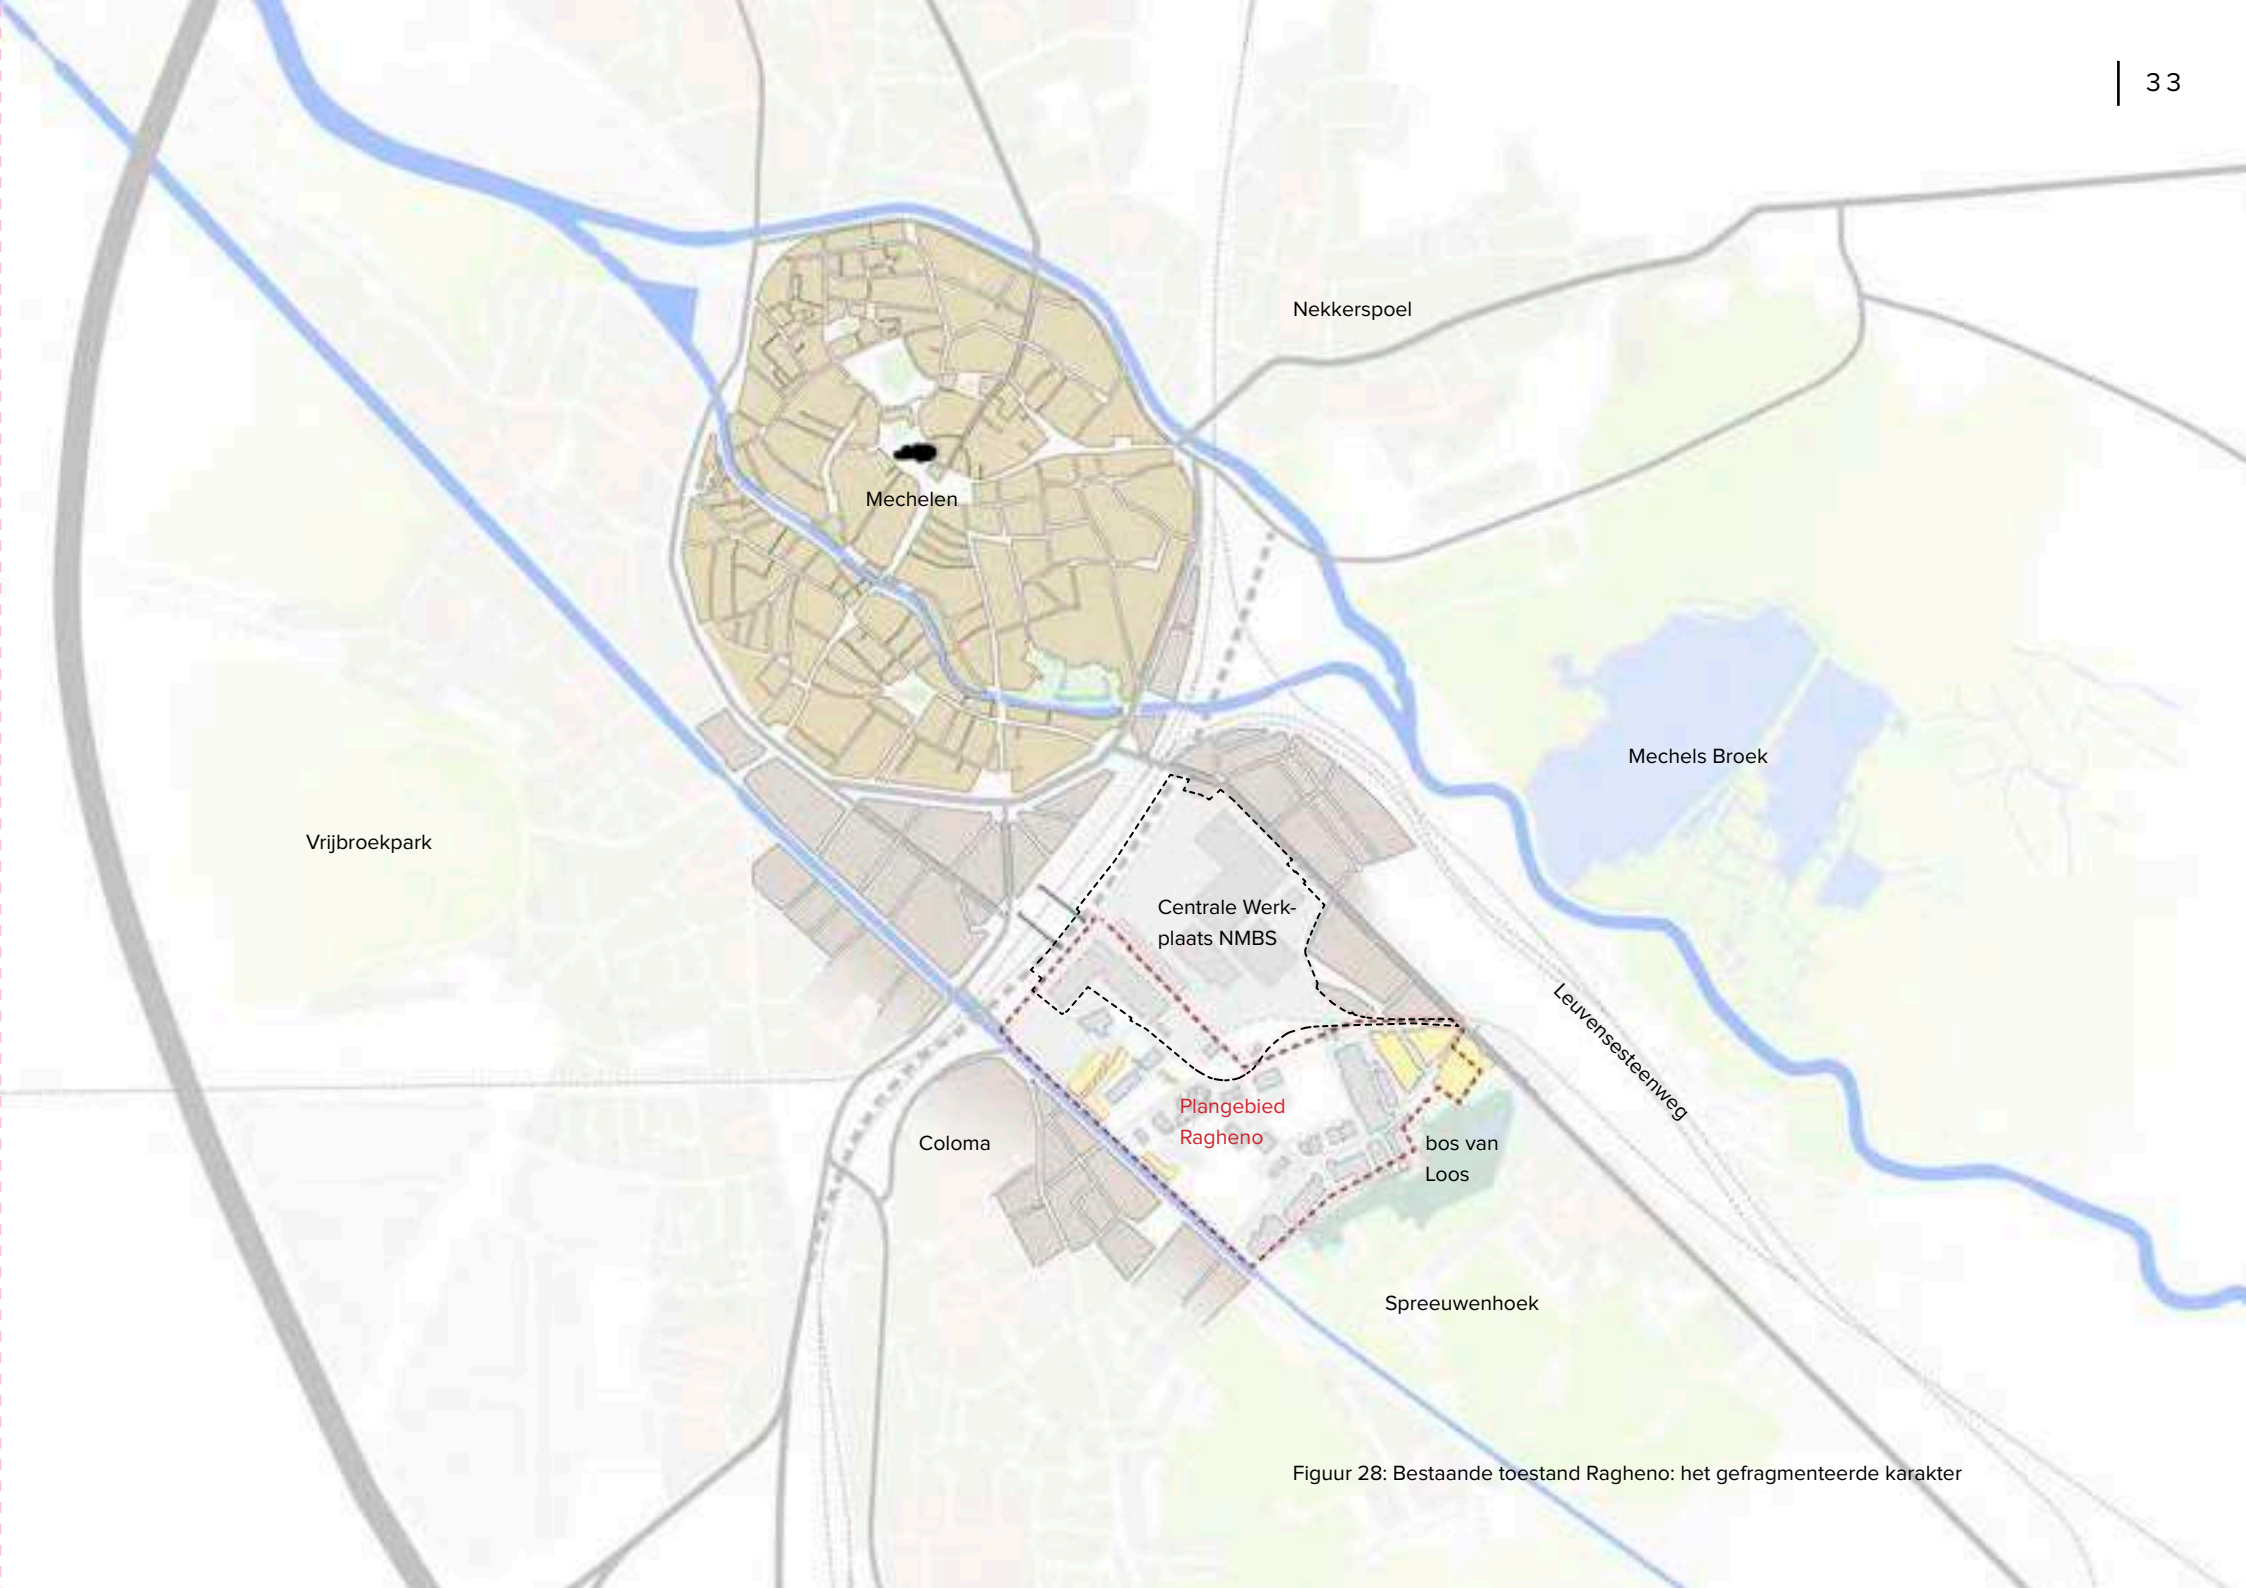 33
Nekkerspoel
Mechelen
Mechels Broek
Vrijbroekpark
Centrale Werk-
plaats NMBS
Leuvensesteenweg
Plangebied
Ragheno
Coloma
bos van
Loos
Spreeuwenhoek
Figuur 28: Bestaande toestand Ragheno: het gefragmenteerde karakter